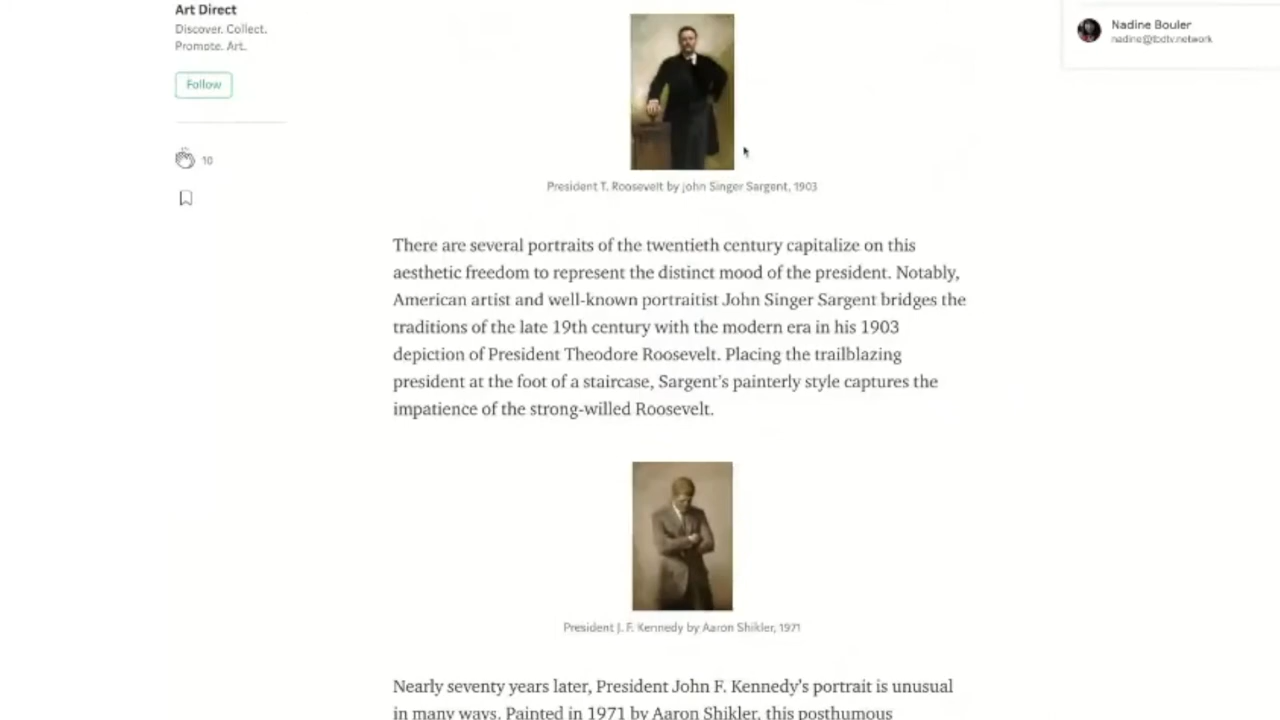 Art Direct
Discover. Collect.
Promote. Art.
Follow
10
Nadine Bouler
nadine@tbdtv.network
President T. Roosevelt by john Singer Sargent, 1903
There are several portraits of the twentieth century capitalize on this
aesthetic freedom to represent the distinct mood of the president. Notably,
American artist and well-known portraitist John Singer Sargent bridges the
traditions of the late 19th century with the modern era in his 1903
depiction of President Theodore Roosevelt. Placing the trailblazing
president at the foot of a staircase, Sargent's painterly style captures the
impatience of the strong-willed Roosevelt.
President J. F. Kennedy by Aaron Shikler, 1971
Nearly seventy years later, President John F. Kennedy's portrait is unusual
in many ways. Painted in 1971 by Aaron Shikler, this posthumous